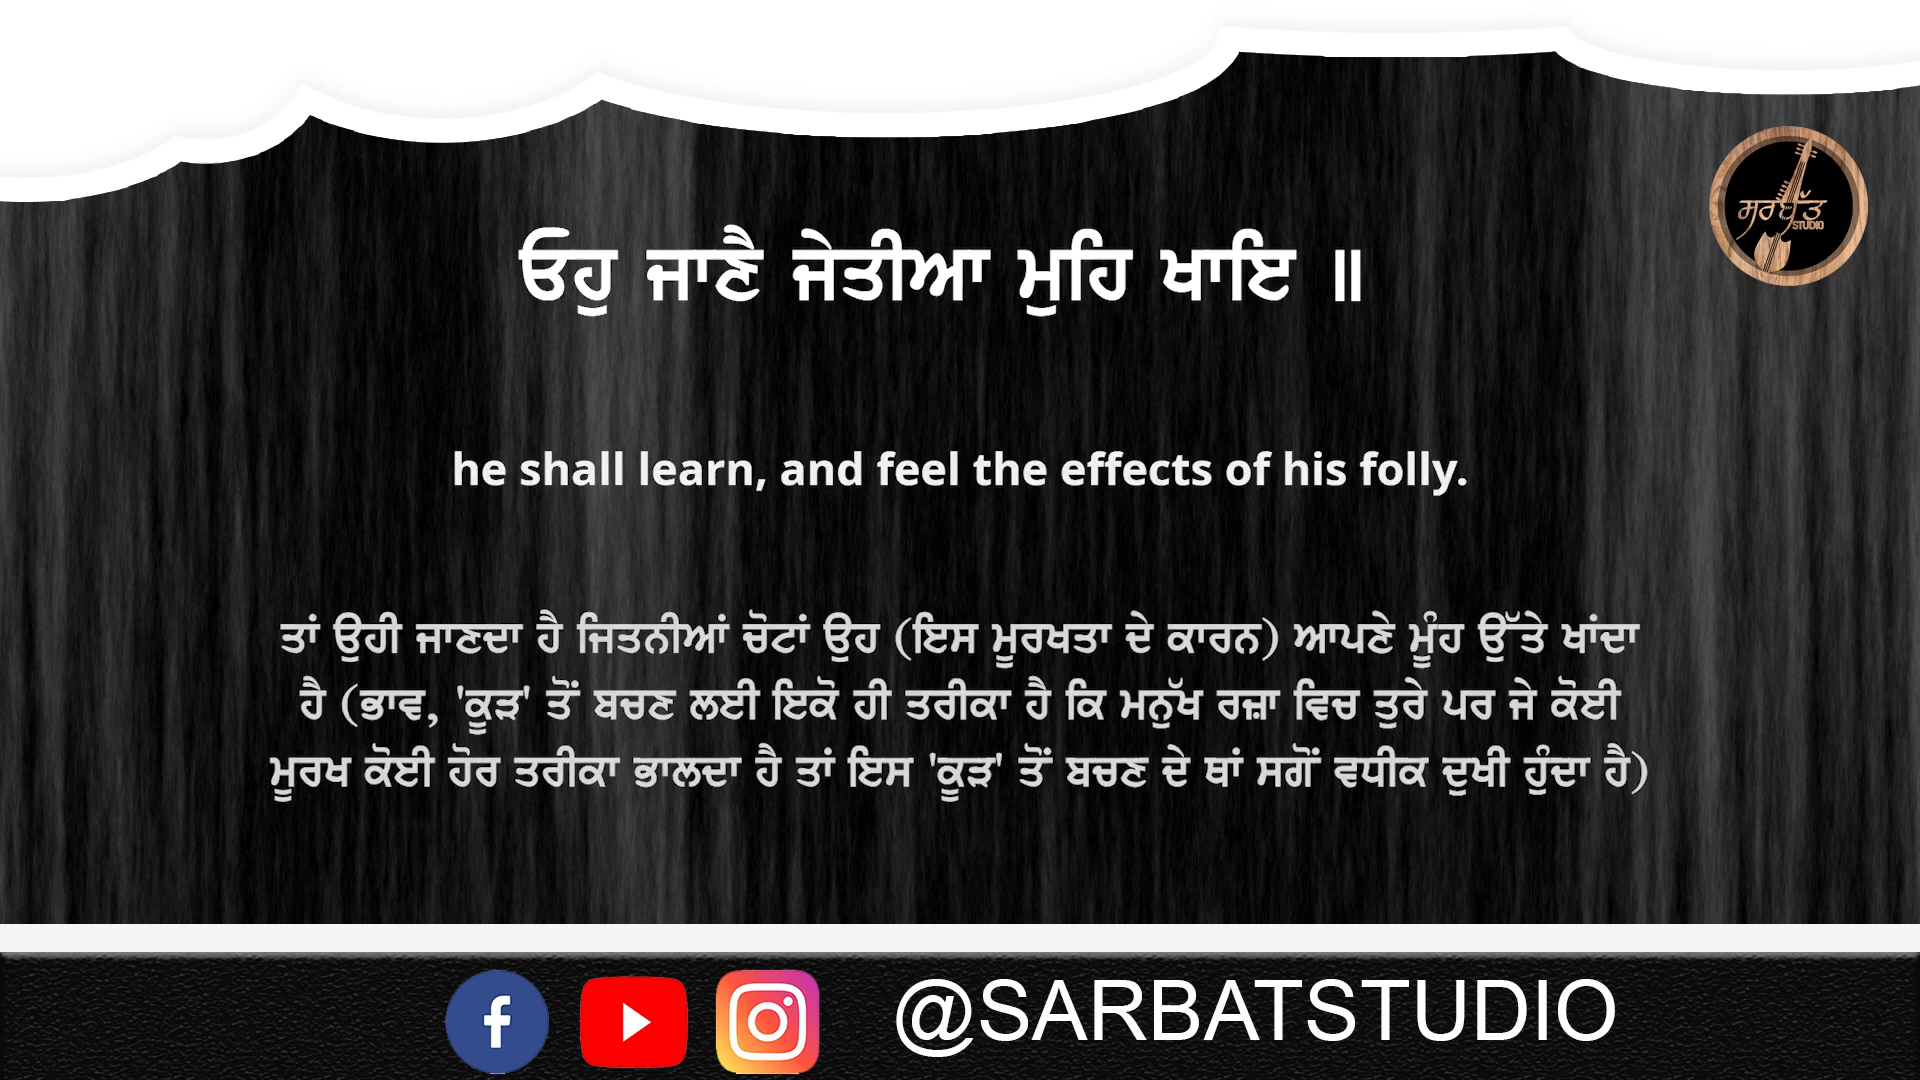 ਸਰਬੱਤ
STUDIO
ਓਹੁ ਜਾਣੈ ਜੇਤੀਆ ਮੁਹਿ ਖਾਇ ॥
he shall learn, and feel the effects of his folly.
ਤਾਂ ਉਹੀ ਜਾਣਦਾ ਹੈ ਜਿਤਨੀਆਂ ਚੋਟਾਂ ਉਹ (ਇਸ ਮੂਰਖਤਾ ਦੇ ਕਾਰਨ) ਆਪਣੇ ਮੂੰਹ ਉੱਤੇ ਖਾਂਦਾ
ਹੈ (ਭਾਵ, 'ਕੂੜ' ਤੋਂ ਬਚਣ ਲਈ ਇਕੋ ਹੀ ਤਰੀਕਾ ਹੈ ਕਿ ਮਨੁੱਖ ਰਜ਼ਾ ਵਿਚ ਤੁਰੇ ਪਰ ਜੇ ਕੋਈ
ਮੂਰਖ ਕੋਈ ਹੋਰ ਤਰੀਕਾ ਭਾਲਦਾ ਹੈ ਤਾਂ ਇਸ 'ਕੂੜ' ਤੋਂ ਬਚਣ ਦੇ ਥਾਂ ਸਗੋਂ ਵਧੀਕ ਦੁਖੀ ਹੁੰਦਾ ਹੈ)
@SARBATSTUDIO